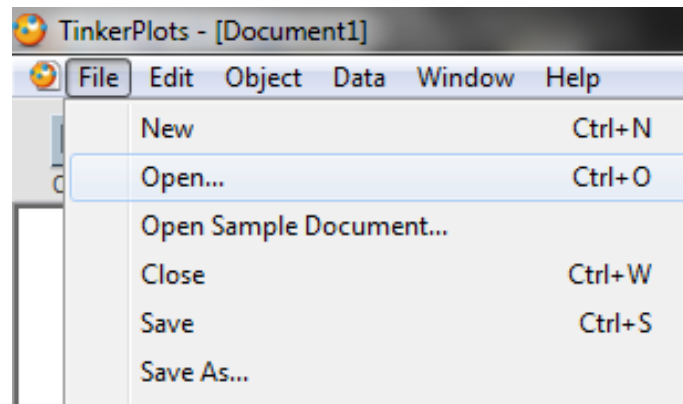 TinkerPlots - [Document1]
File Edit Object Data Window Help
New Ctrl+N
Open... Ctrl+O
Open Sample Document...
Close Ctrl+W
Save Ctrl+S
Save As...